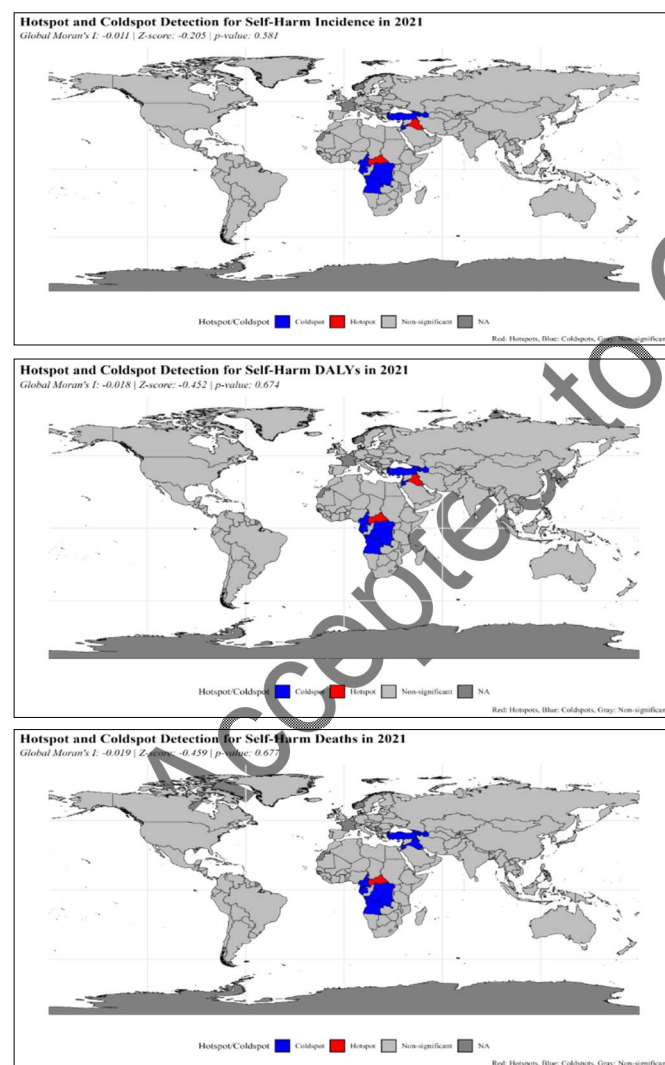 Hotspot and Coldspot Detection for Self-Harm Incidence in 2021
Global Moran's I: -0.011 | Z-score: -0.205 | p-value: 0.581
Hotspot/Coldspot Coldspot Hotspot Non-significant NA
Red: Hotspots, Blue: Coldspots, Gray: Non-significan
Hotspot and Coldspot Detection for Self-Harm DALYs in 2021
Global Moran's I: -0.018 | Z-score: -0.452 | p-value: 0.674
Hotspot/Coldspot Coldspot Hotspot Non-significant NA
Red: Hotspots, Blue: Coldspots, Gray: Non-significan
Hotspot and Coldspot Detection for Self-Harm Deaths in 2021
Global Moran's I: -0.019 | Z-score: -0.459 | p-value: 0.677
Hotspot/Coldspot Coldspot Hotspot Non-significant NA
Red: Hotspots, Blue: Coldspots, Gray: Non-significan
Accepted to